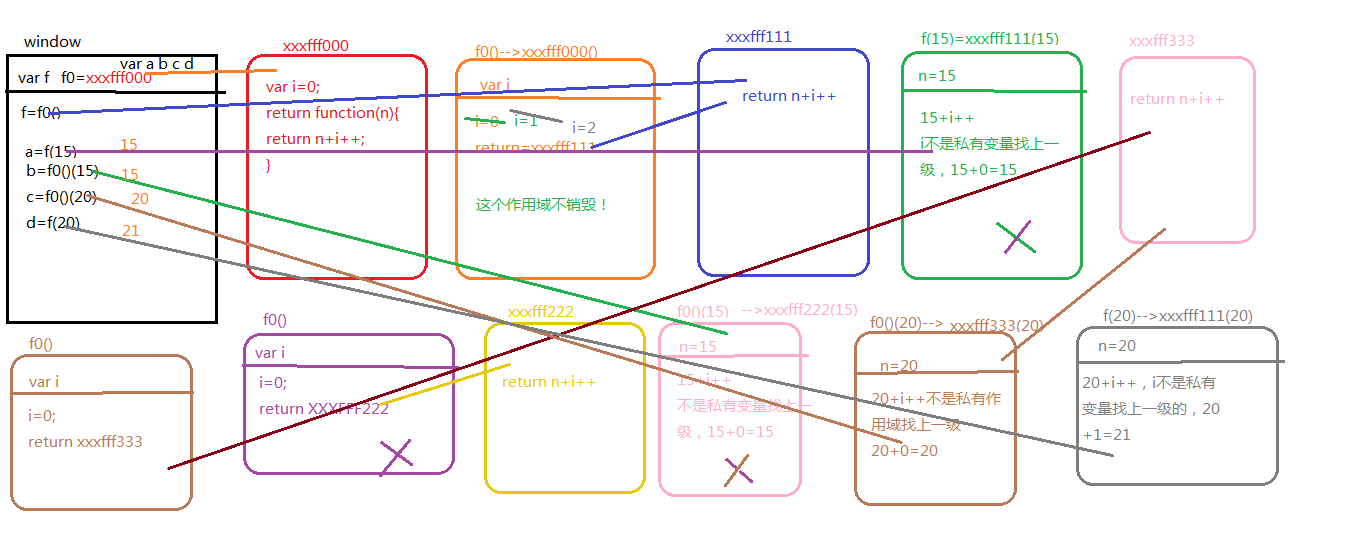 window
var a b c d
var f f0=xxxfff000
f=f0()
a=f(15) 15
b=f0()(15) 15
c=f0()(20) 20
d=f(20) 21
xxxfff000
var i=0;
return function(n){
return n+i++;
}
f0()-->xxxfff000()
var i
i=0 i=1 i=2
return=xxxfff111
这个作用域不销毁！
xxxfff111
return n+i++
f(15)=xxxfff111(15)
n=15
15+i++
i不是私有变量找上一
级，15+0=15
xxxfff333
return n+i++
f0()
var i
i=0;
return xxxfff333
f0()
var i
i=0;
return XXXFFF222
xxxfff222
return n+i++
f0()(15) -->xxxfff222(15)
n=15
15+i++
不是私有变量找上一
级，15+0=15
f0()(20)--> xxxfff333(20)
n=20
20+i++不是私有作
用域找上一级
20+0=20
f(20)-->xxxfff111(20)
n=20
20+i++，i不是私有
变量找上一级的，20
+1=21